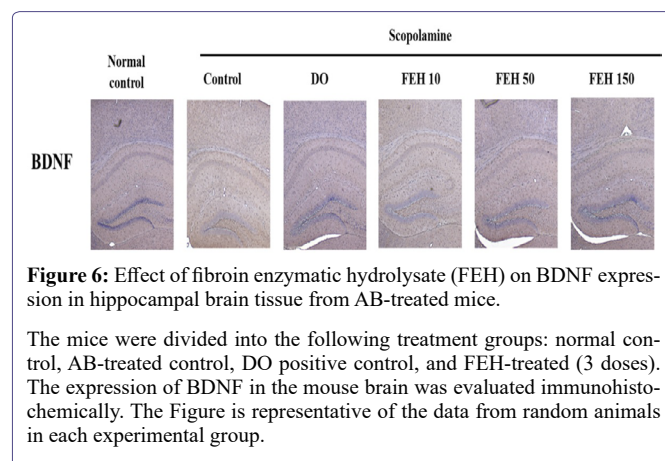 Scopolamine
Normal
control
Control
DO
FEH 10
FEH 50
FEH 150
BDNF
Figure 6: Effect of fibroin enzymatic hydrolysate (FEH) on BDNF expres-
sion in hippocampal brain tissue from AB-treated mice.
The mice were divided into the following treatment groups: normal con-
trol, AB-treated control, DO positive control, and FEH-treated (3 doses).
The expression of BDNF in the mouse brain was evaluated immunohisto-
chemically. The Figure is representative of the data from random animals
in each experimental group.